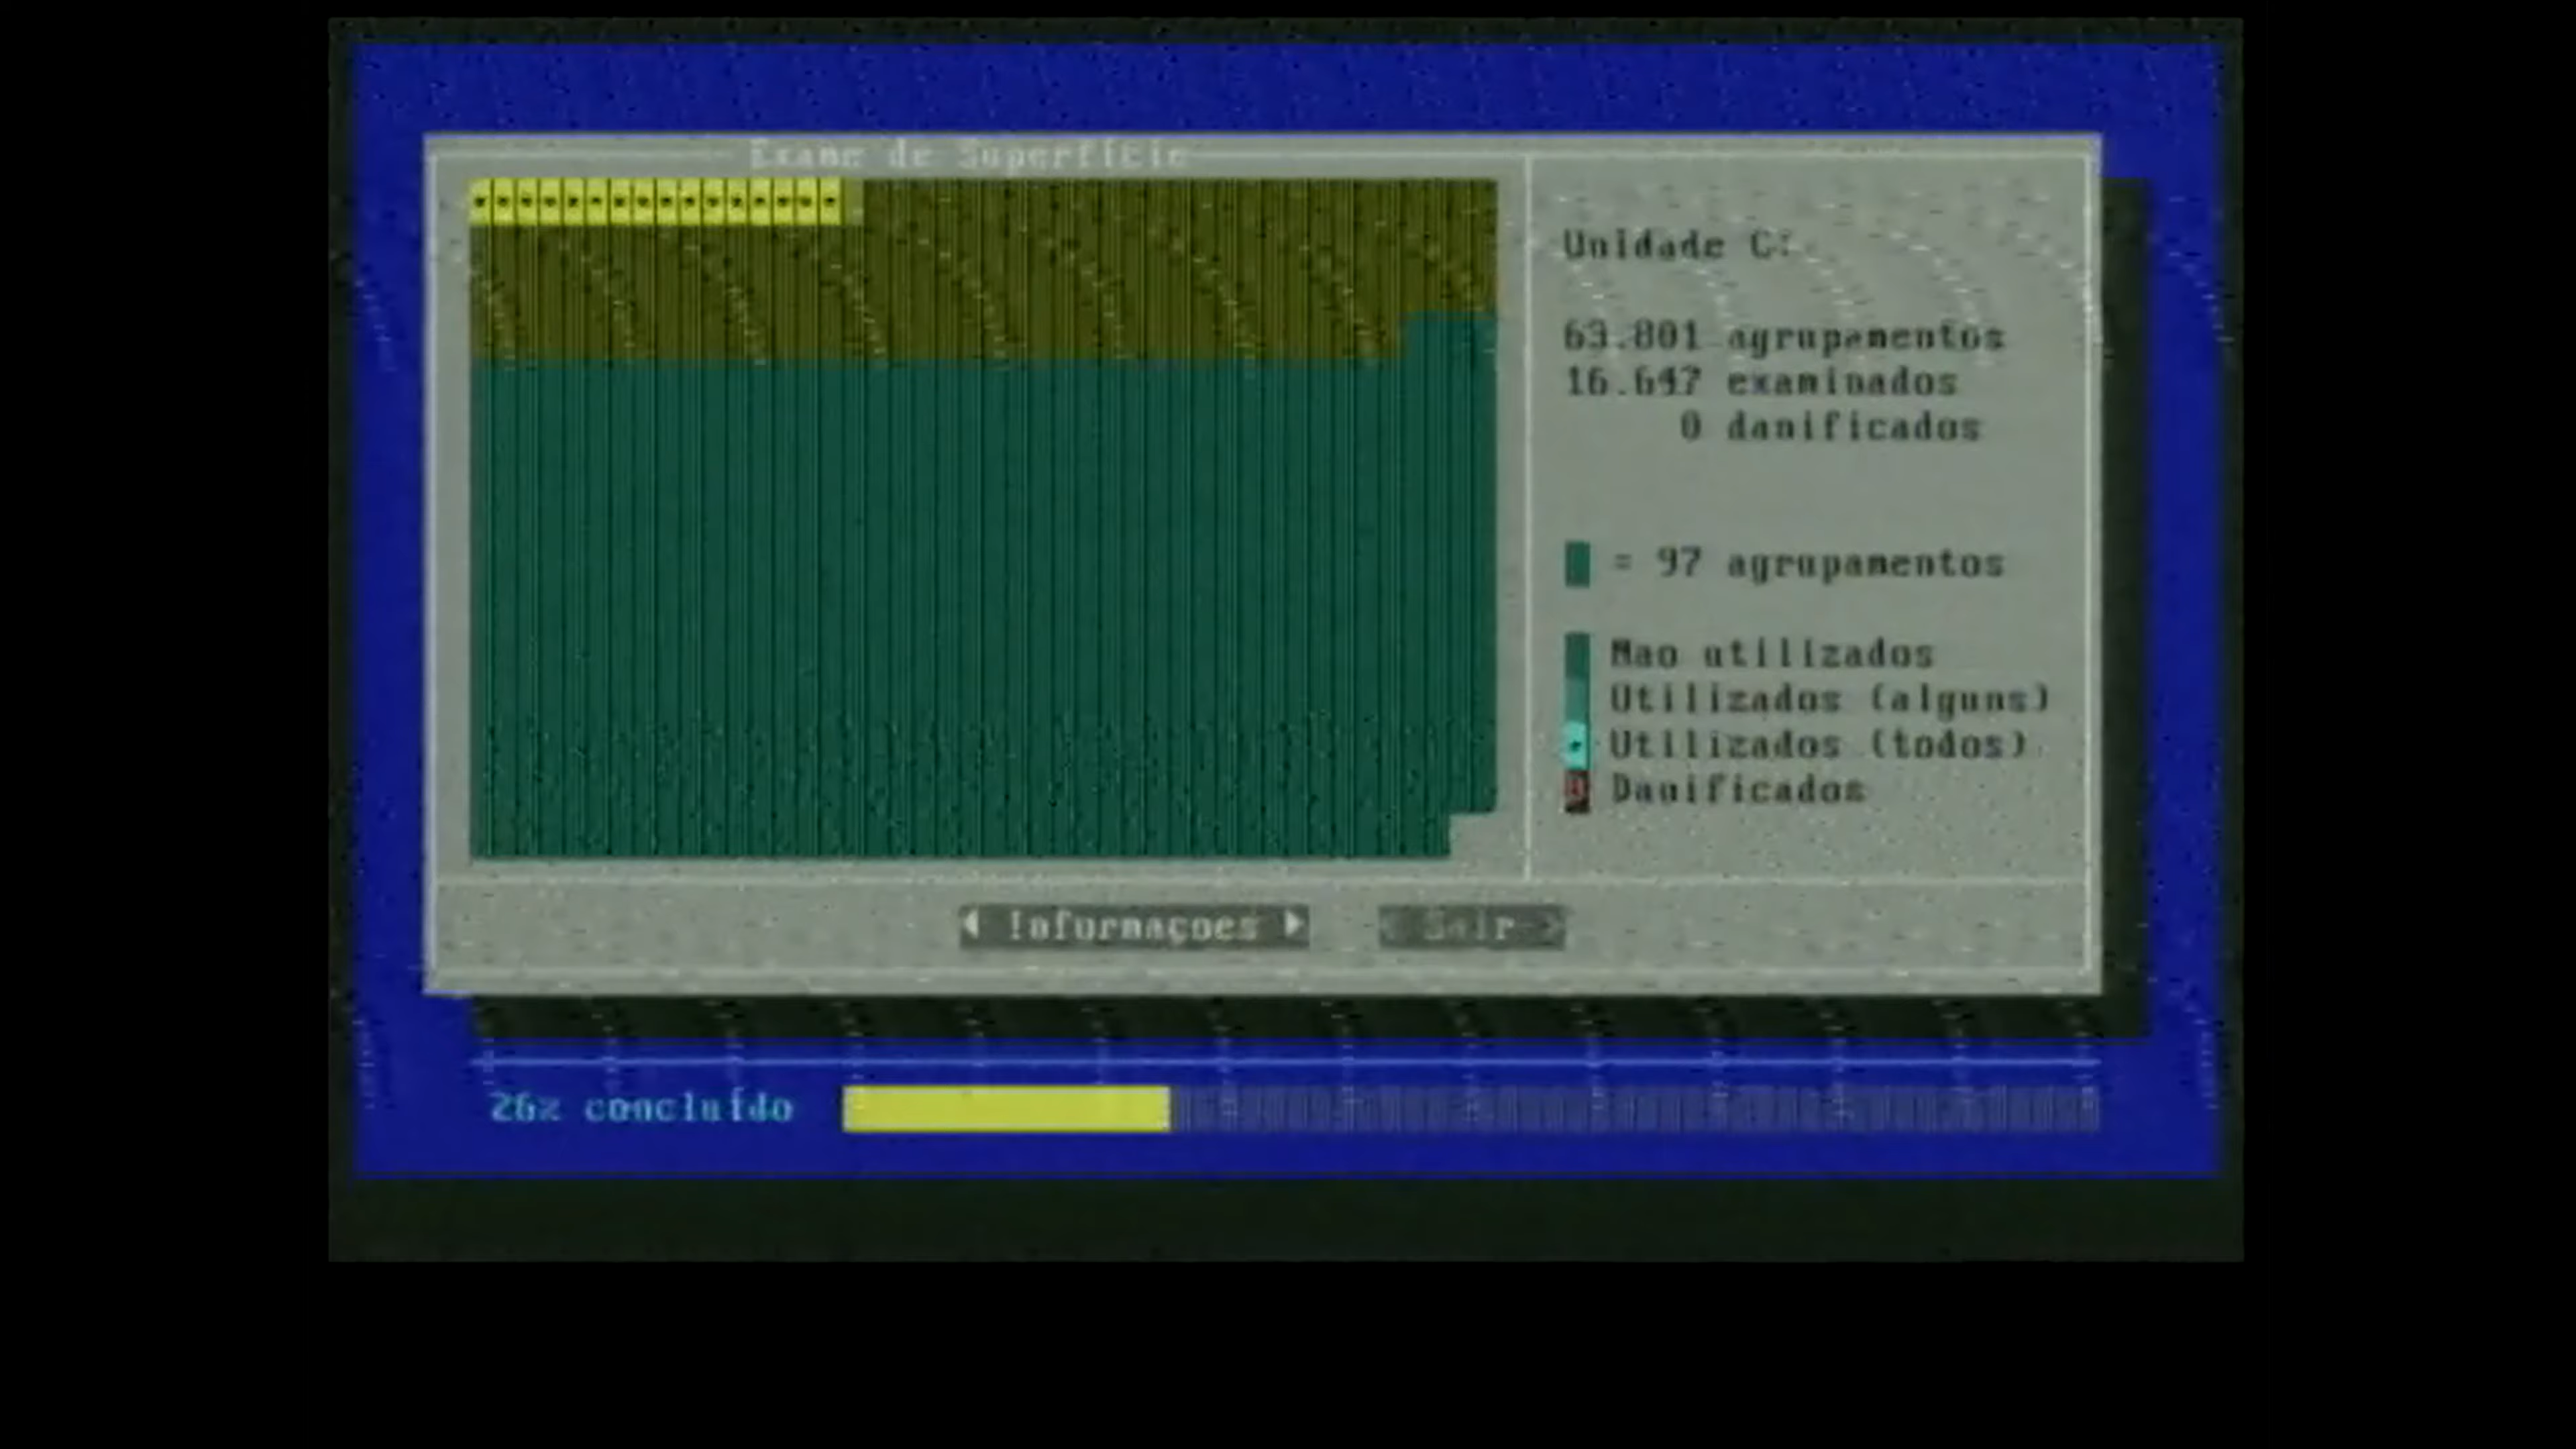 Exame de Superfície
Unidade C:
63.801 agrupamentos
16.647 examinados
0 danificados
= 97 agrupamentos
Nao utilizados
Utilizados (alguns)
Utilizados (todos)
Danificados
Informaçoes
< Sair >
26% concluído